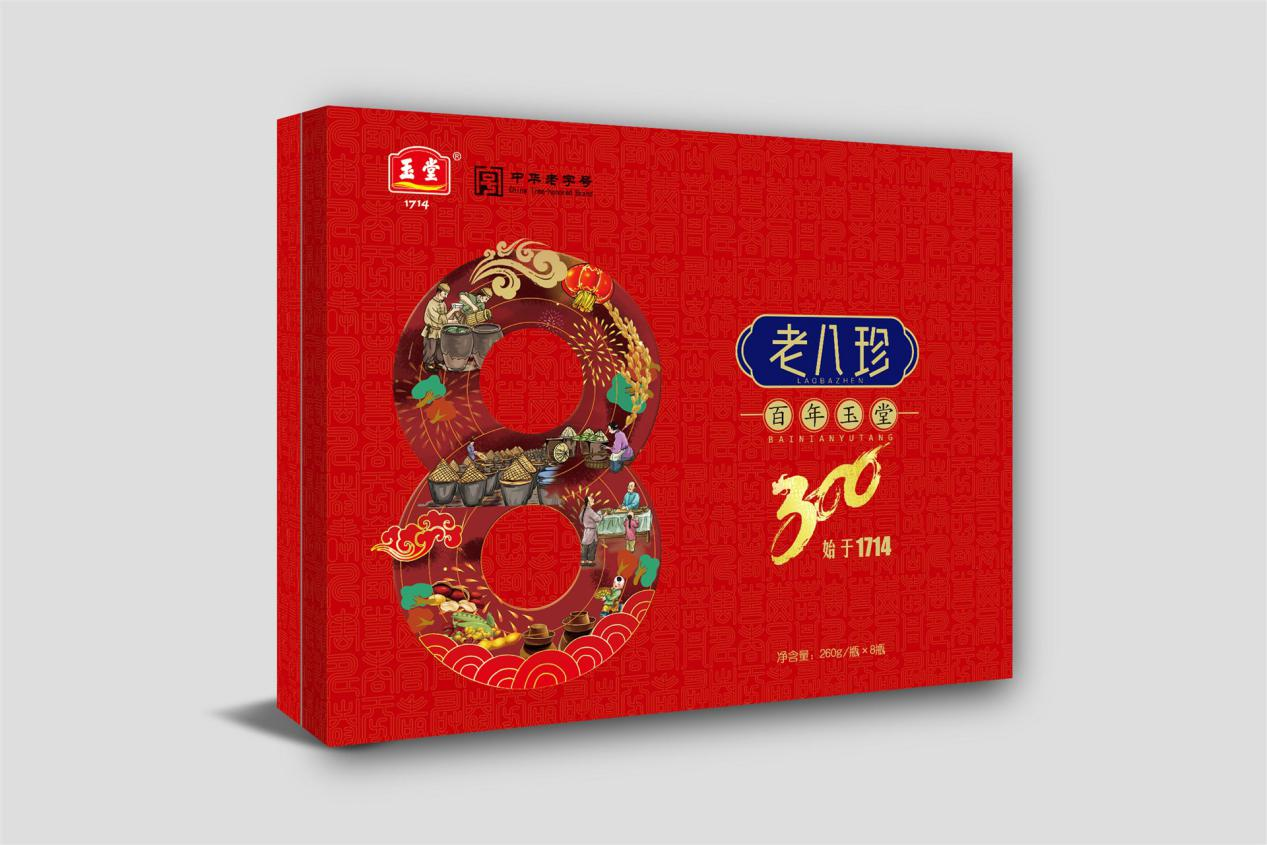 玉堂®
1714
中华老字号
China Time-honored Brand
老八珍
LAOBAZHEN
百年玉堂
BAINIANYUTANG
300
始于1714
净含量：260g/瓶×8瓶